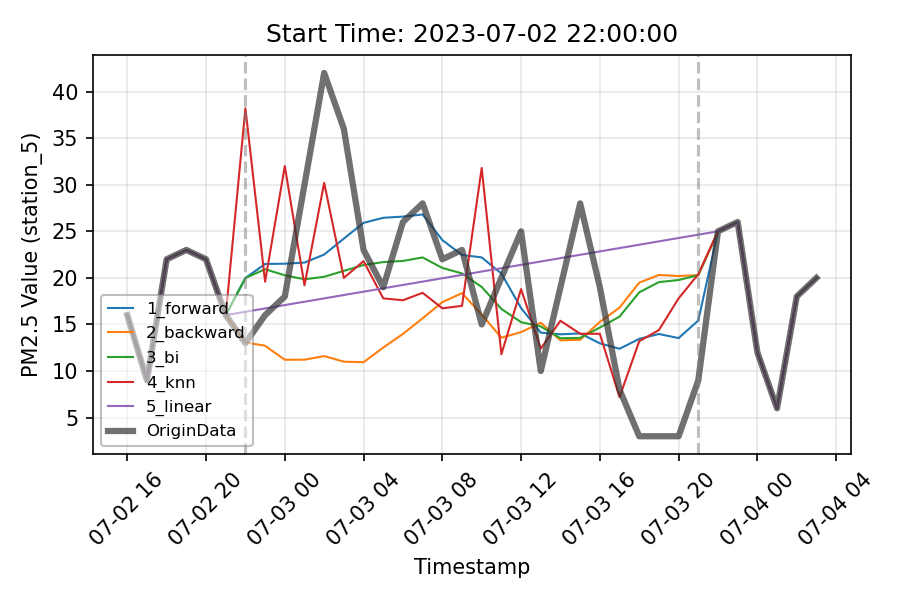 Start Time: 2023-07-02 22:00:00
PM2.5 Value (station_5)
40
35
30
25
20
15
10
5
1_forward
2_backward
3_bi
4_knn
5_linear
OriginData
07-02 16
07-02 20
07-03 00
07-03 04
07-03 08
07-03 12
07-03 16
07-03 20
07-04 00
07-04 04
Timestamp